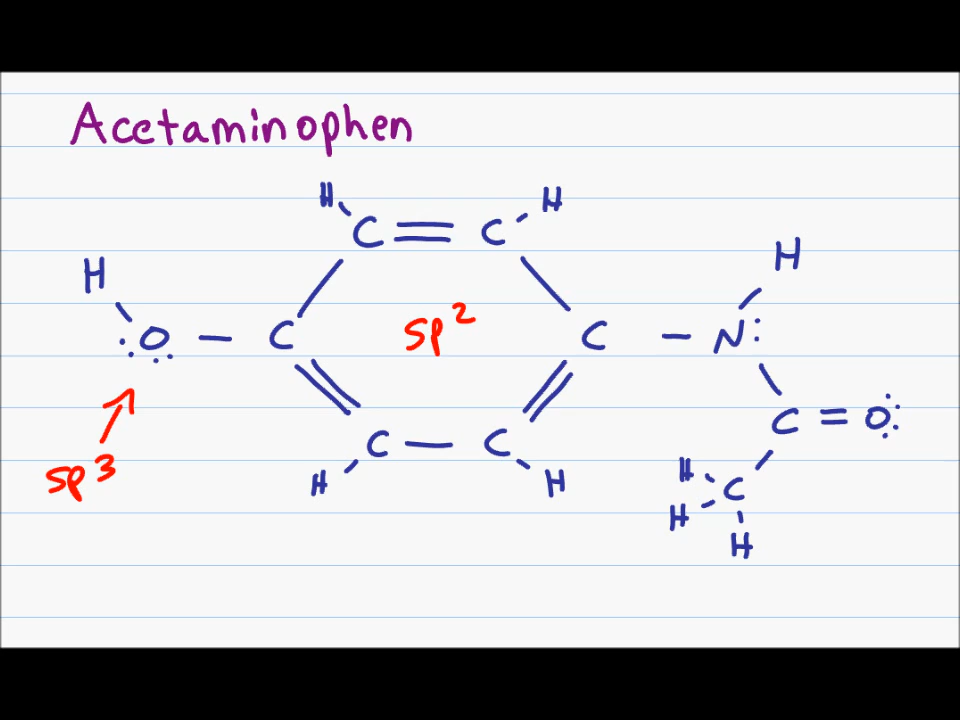 Acetaminophen
H H
C = C H
H
:O: - C sp² C - N:
C = O:
sp3 C - C H C
H H H
H